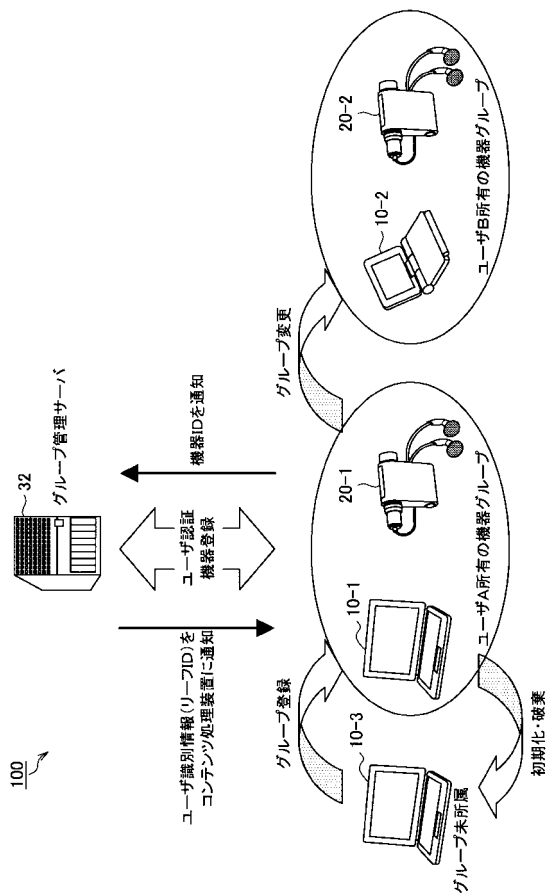 100
32
グループ管理サーバ
ユーザ識別情報(リーフID)を
コンテンツ処理装置に通知
ユーザ認証
機器登録
機器IDを通知
グループ登録
グループ変更
10-3
グループ未所属
10-1
20-1
ユーザA所有の機器グループ
10-2
20-2
ユーザB所有の機器グループ
初期化・破棄